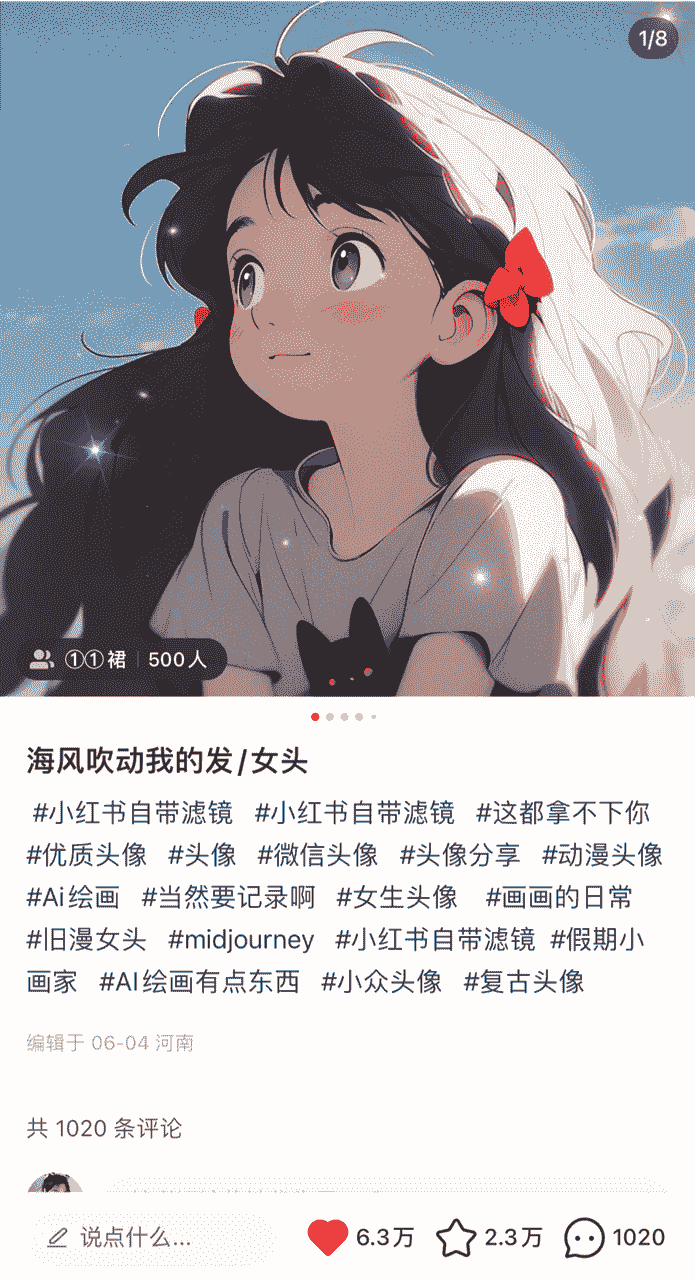 1/8
①①裙 500人
海风吹动我的发/女头
#小红书自带滤镜 #小红书自带滤镜 #这都拿不下你
#优质头像 #头像 #微信头像 #头像分享 #动漫头像
#Ai绘画 #当然要记录啊 #女生头像 #画画的日常
#旧漫女头 #midjourney #小红书自带滤镜 #假期小
画家 #AI绘画有点东西 #小众头像 #复古头像
编辑于 06-04 河南
共 1020 条评论
说点什么... 6.3万 2.3万 1020